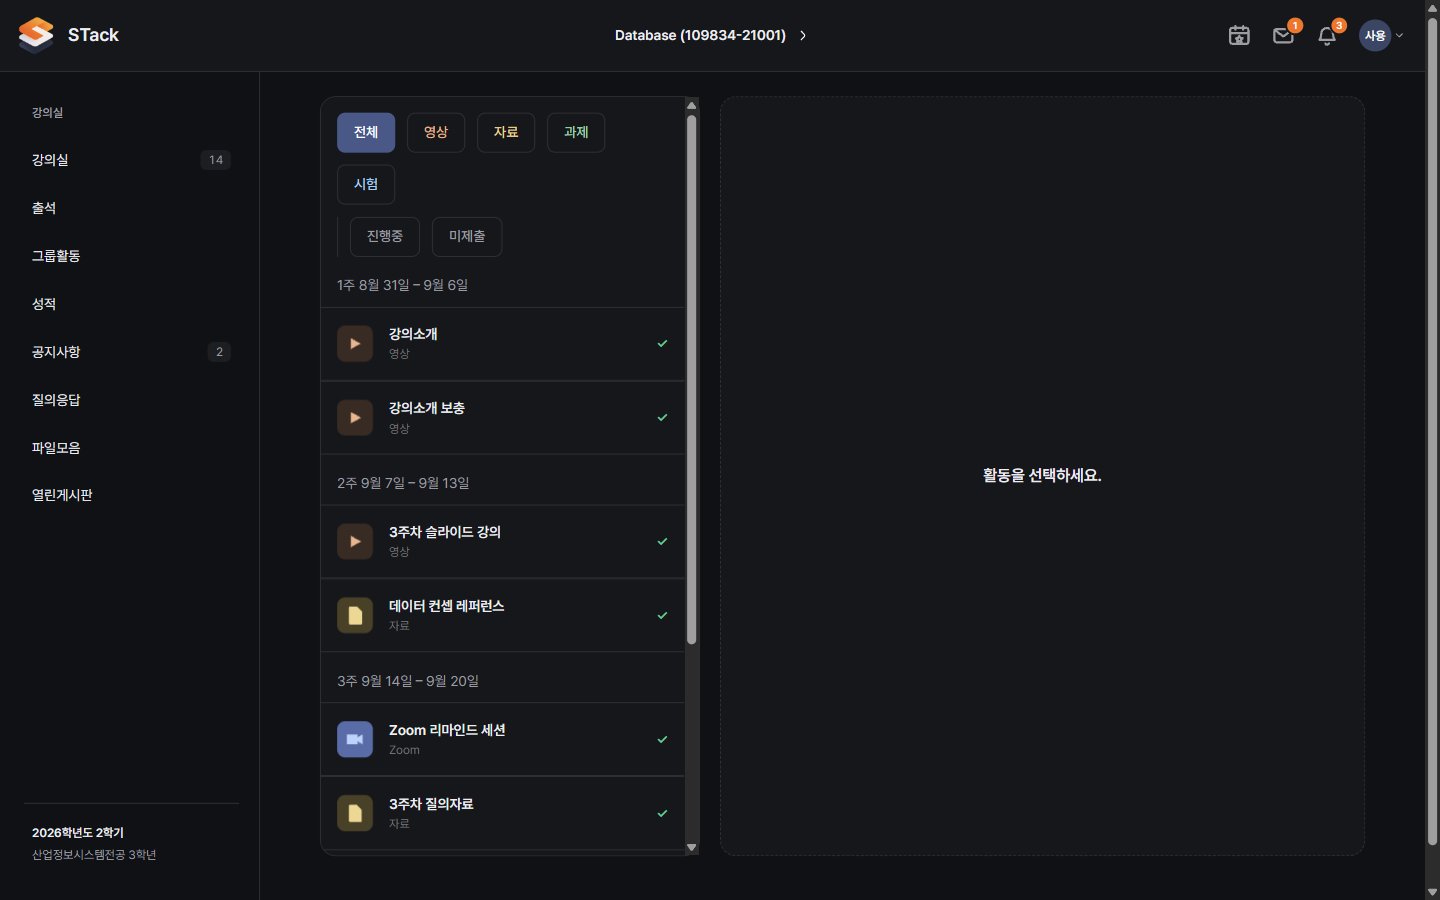 STack
Database (109834-21001)
1
3
사용
강의실
강의실 14
출석
그룹활동
성적
공지사항 2
질의응답
파일모음
열린게시판
2026학년도 2학기
산업정보시스템전공 3학년
전체 영상 자료 과제
시험
진행중 미제출
1주 8월 31일 – 9월 6일
강의소개
영상
강의소개 보충
영상
2주 9월 7일 – 9월 13일
3주차 슬라이드 강의
영상
데이터 컨셉 레퍼런스
자료
3주 9월 14일 – 9월 20일
Zoom 리마인드 세션
Zoom
3주차 질의자료
자료
활동을 선택하세요.